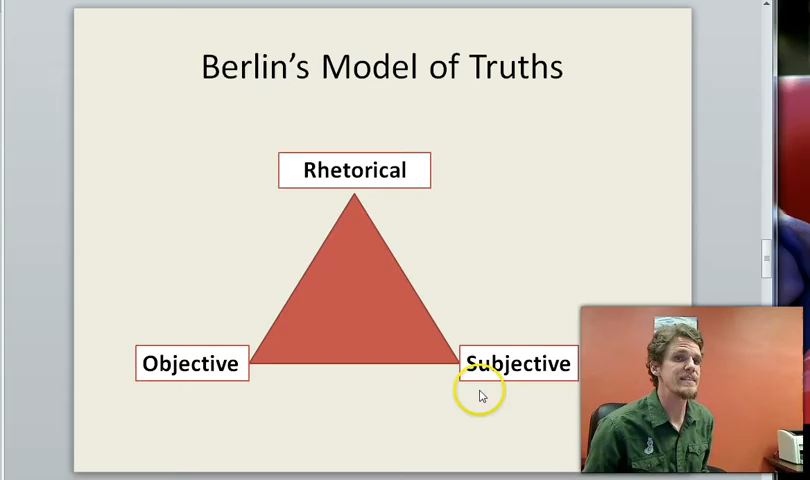 Berlin's Model of Truths
Rhetorical
Objective
Subjective